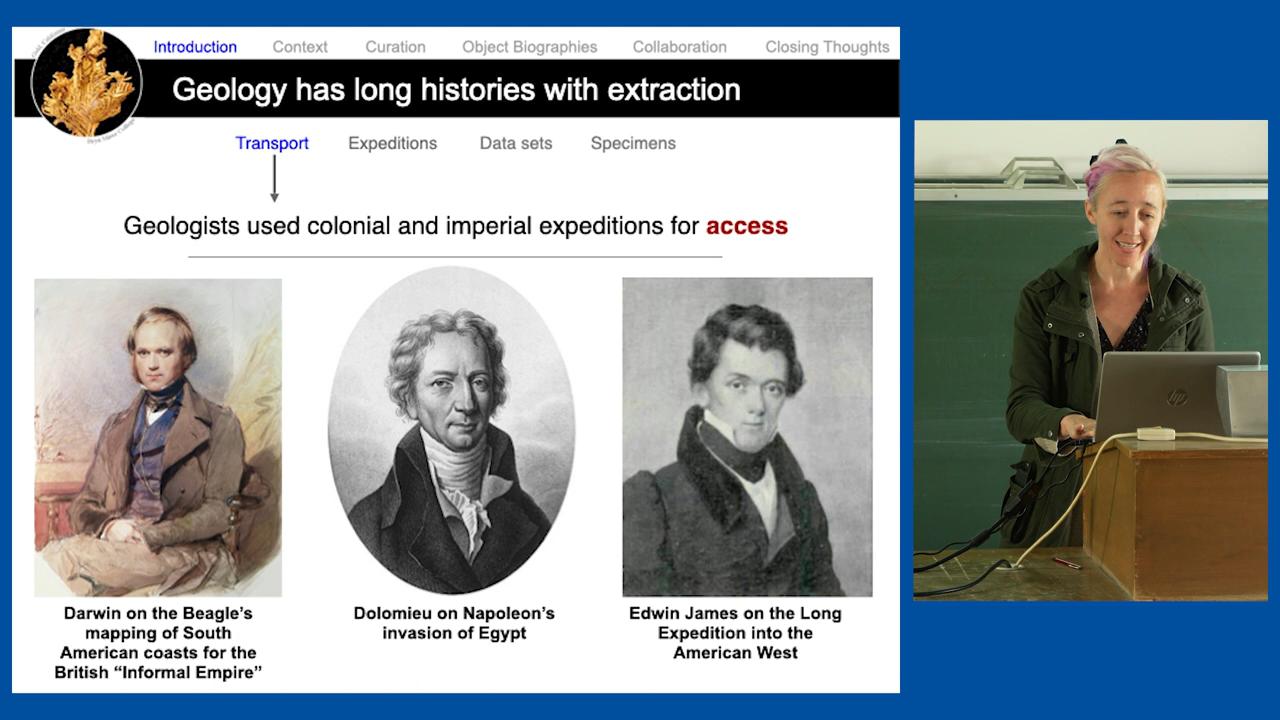 Introduction Context Curation Object Biographies Collaboration Closing Thoughts
Geology has long histories with extraction
Transport Expeditions Data sets Specimens
Geologists used colonial and imperial expeditions for access
Darwin on the Beagle’s
mapping of South
American coasts for the
British “Informal Empire”
Dolomieu on Napoleon’s
invasion of Egypt
Edwin James on the Long
Expedition into the
American West
hp